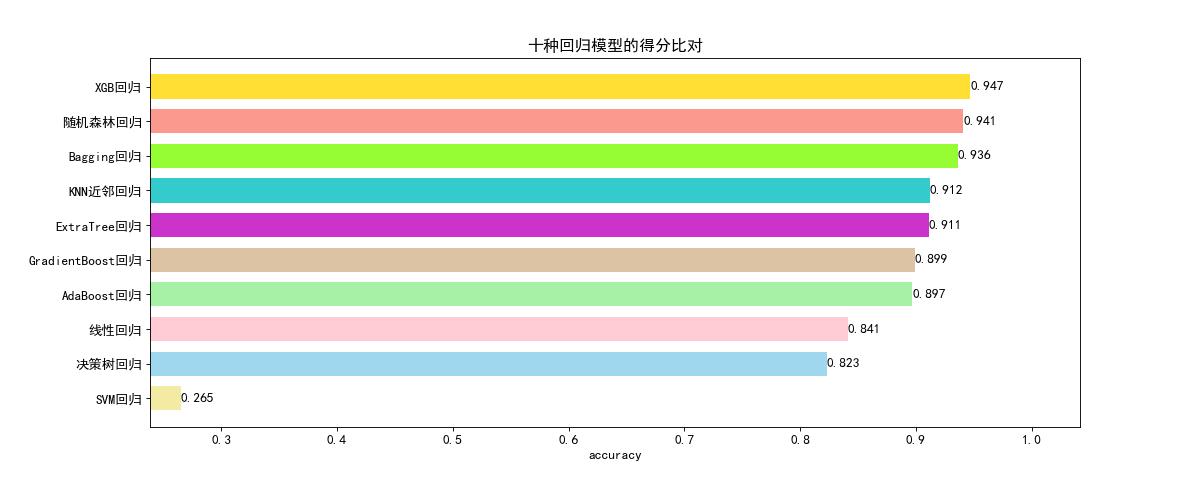 十种回归模型的得分比对
XGB回归 0.947
随机森林回归 0.941
Bagging回归 0.936
KNN近邻回归 0.912
ExtraTree回归 0.911
GradientBoost回归 0.899
AdaBoost回归 0.897
线性回归 0.841
决策树回归 0.823
SVM回归 0.265
0.3 0.4 0.5 0.6 0.7 0.8 0.9 1.0
accuracy